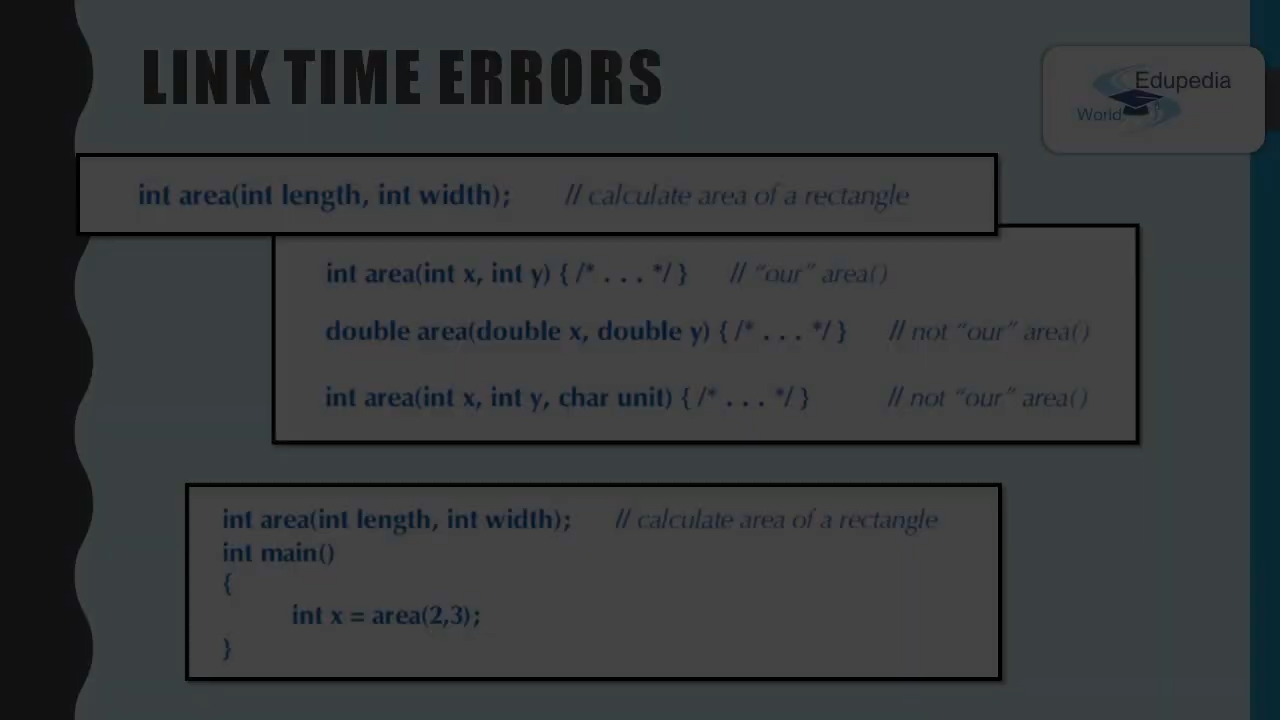 LINK TIME ERRORS
Edupedia
World
int area(int length, int width); // calculate area of a rectangle
int area(int x, int y) { /* . . . */ } // “our” area()
double area(double x, double y) { /* . . . */ } // not “our” area()
int area(int x, int y, char unit) { /* . . . */ } // not “our” area()
int area(int length, int width); // calculate area of a rectangle
int main()
{
int x = area(2,3);
}